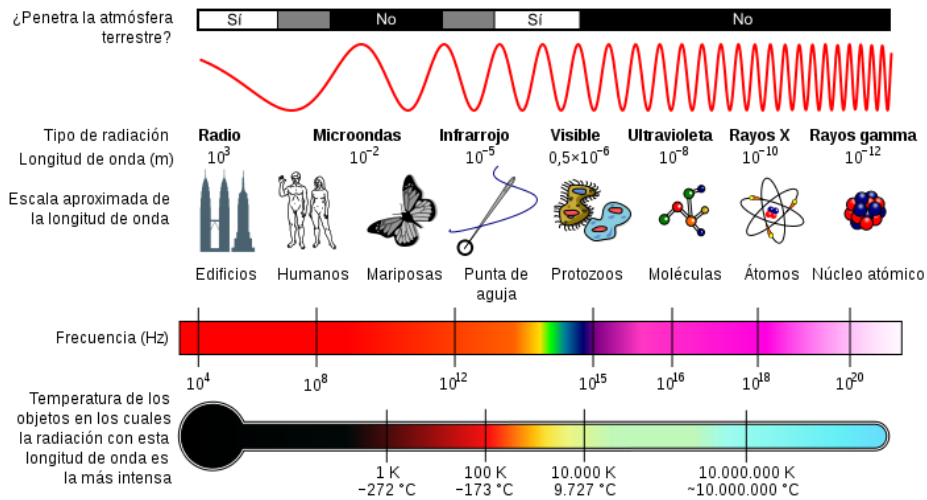 ¿Penetra la atmósfera
terrestre?
Sí No Sí No
Tipo de radiación Radio Microondas Infrarrojo Visible Ultravioleta Rayos X Rayos gamma
Longitud de onda (m) 10³ 10⁻² 10⁻⁵ 0,5×10⁻⁶ 10⁻⁸ 10⁻¹⁰ 10⁻¹²
Escala aproximada de
la longitud de onda
Edificios Humanos Mariposas Punta de Protozoos Moléculas Átomos Núcleo atómico
aguja
Frecuencia (Hz)
10⁴ 10⁸ 10¹² 10¹⁵ 10¹⁶ 10¹⁸ 10²⁰
Temperatura de los
objetos en los cuales
la radiación con esta
longitud de onda es
la más intensa
1 K 100 K 10.000 K 10.000.000 K
−272 °C −173 °C 9.727 °C ~10.000.000 °C